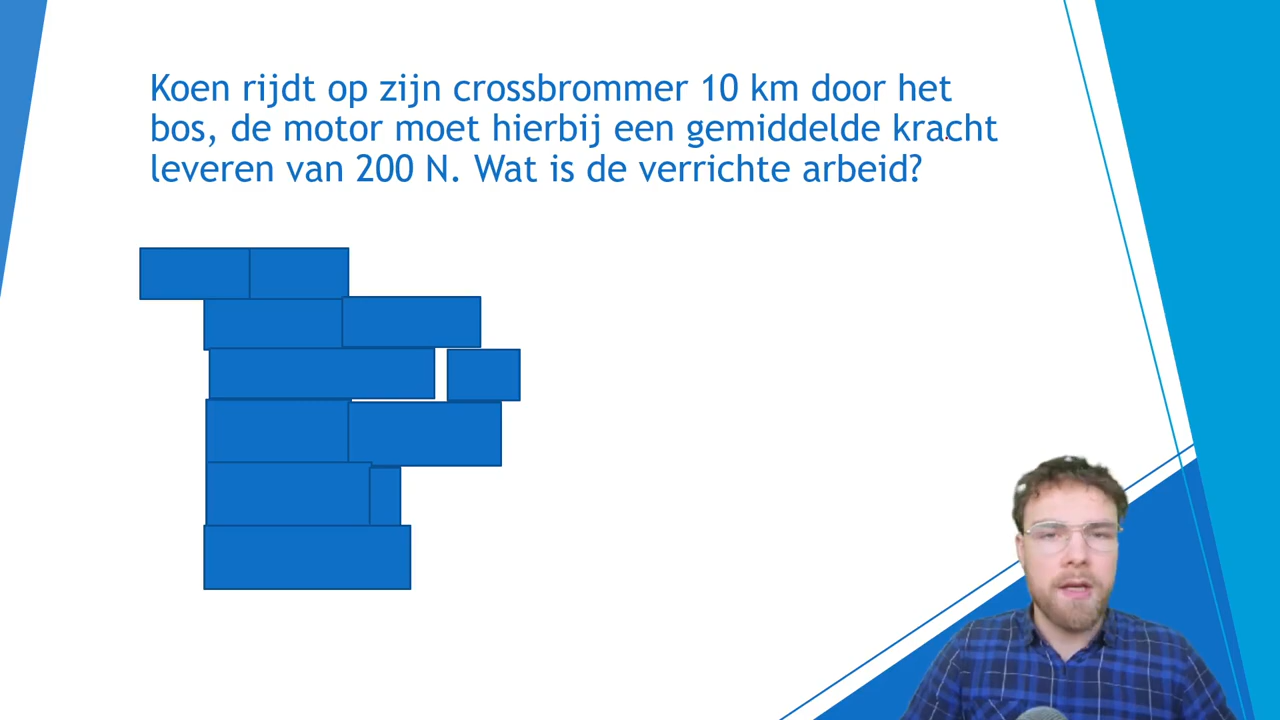 Koen rijdt op zijn crossbrommer 10 km door het
bos, de motor moet hierbij een gemiddelde kracht
leveren van 200 N. Wat is de verrichte arbeid?